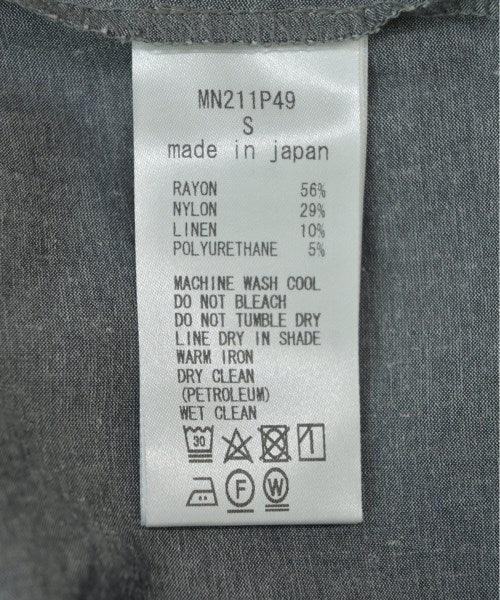 MN211P49
S
made in japan
RAYON 56%
NYLON 29%
LINEN 10%
POLYURETHANE 5%
MACHINE WASH COOL
DO NOT BLEACH
DO NOT TUMBLE DRY
LINE DRY IN SHADE
WARM IRON
DRY CLEAN
(PETROLEUM)
WET CLEAN
30
F W